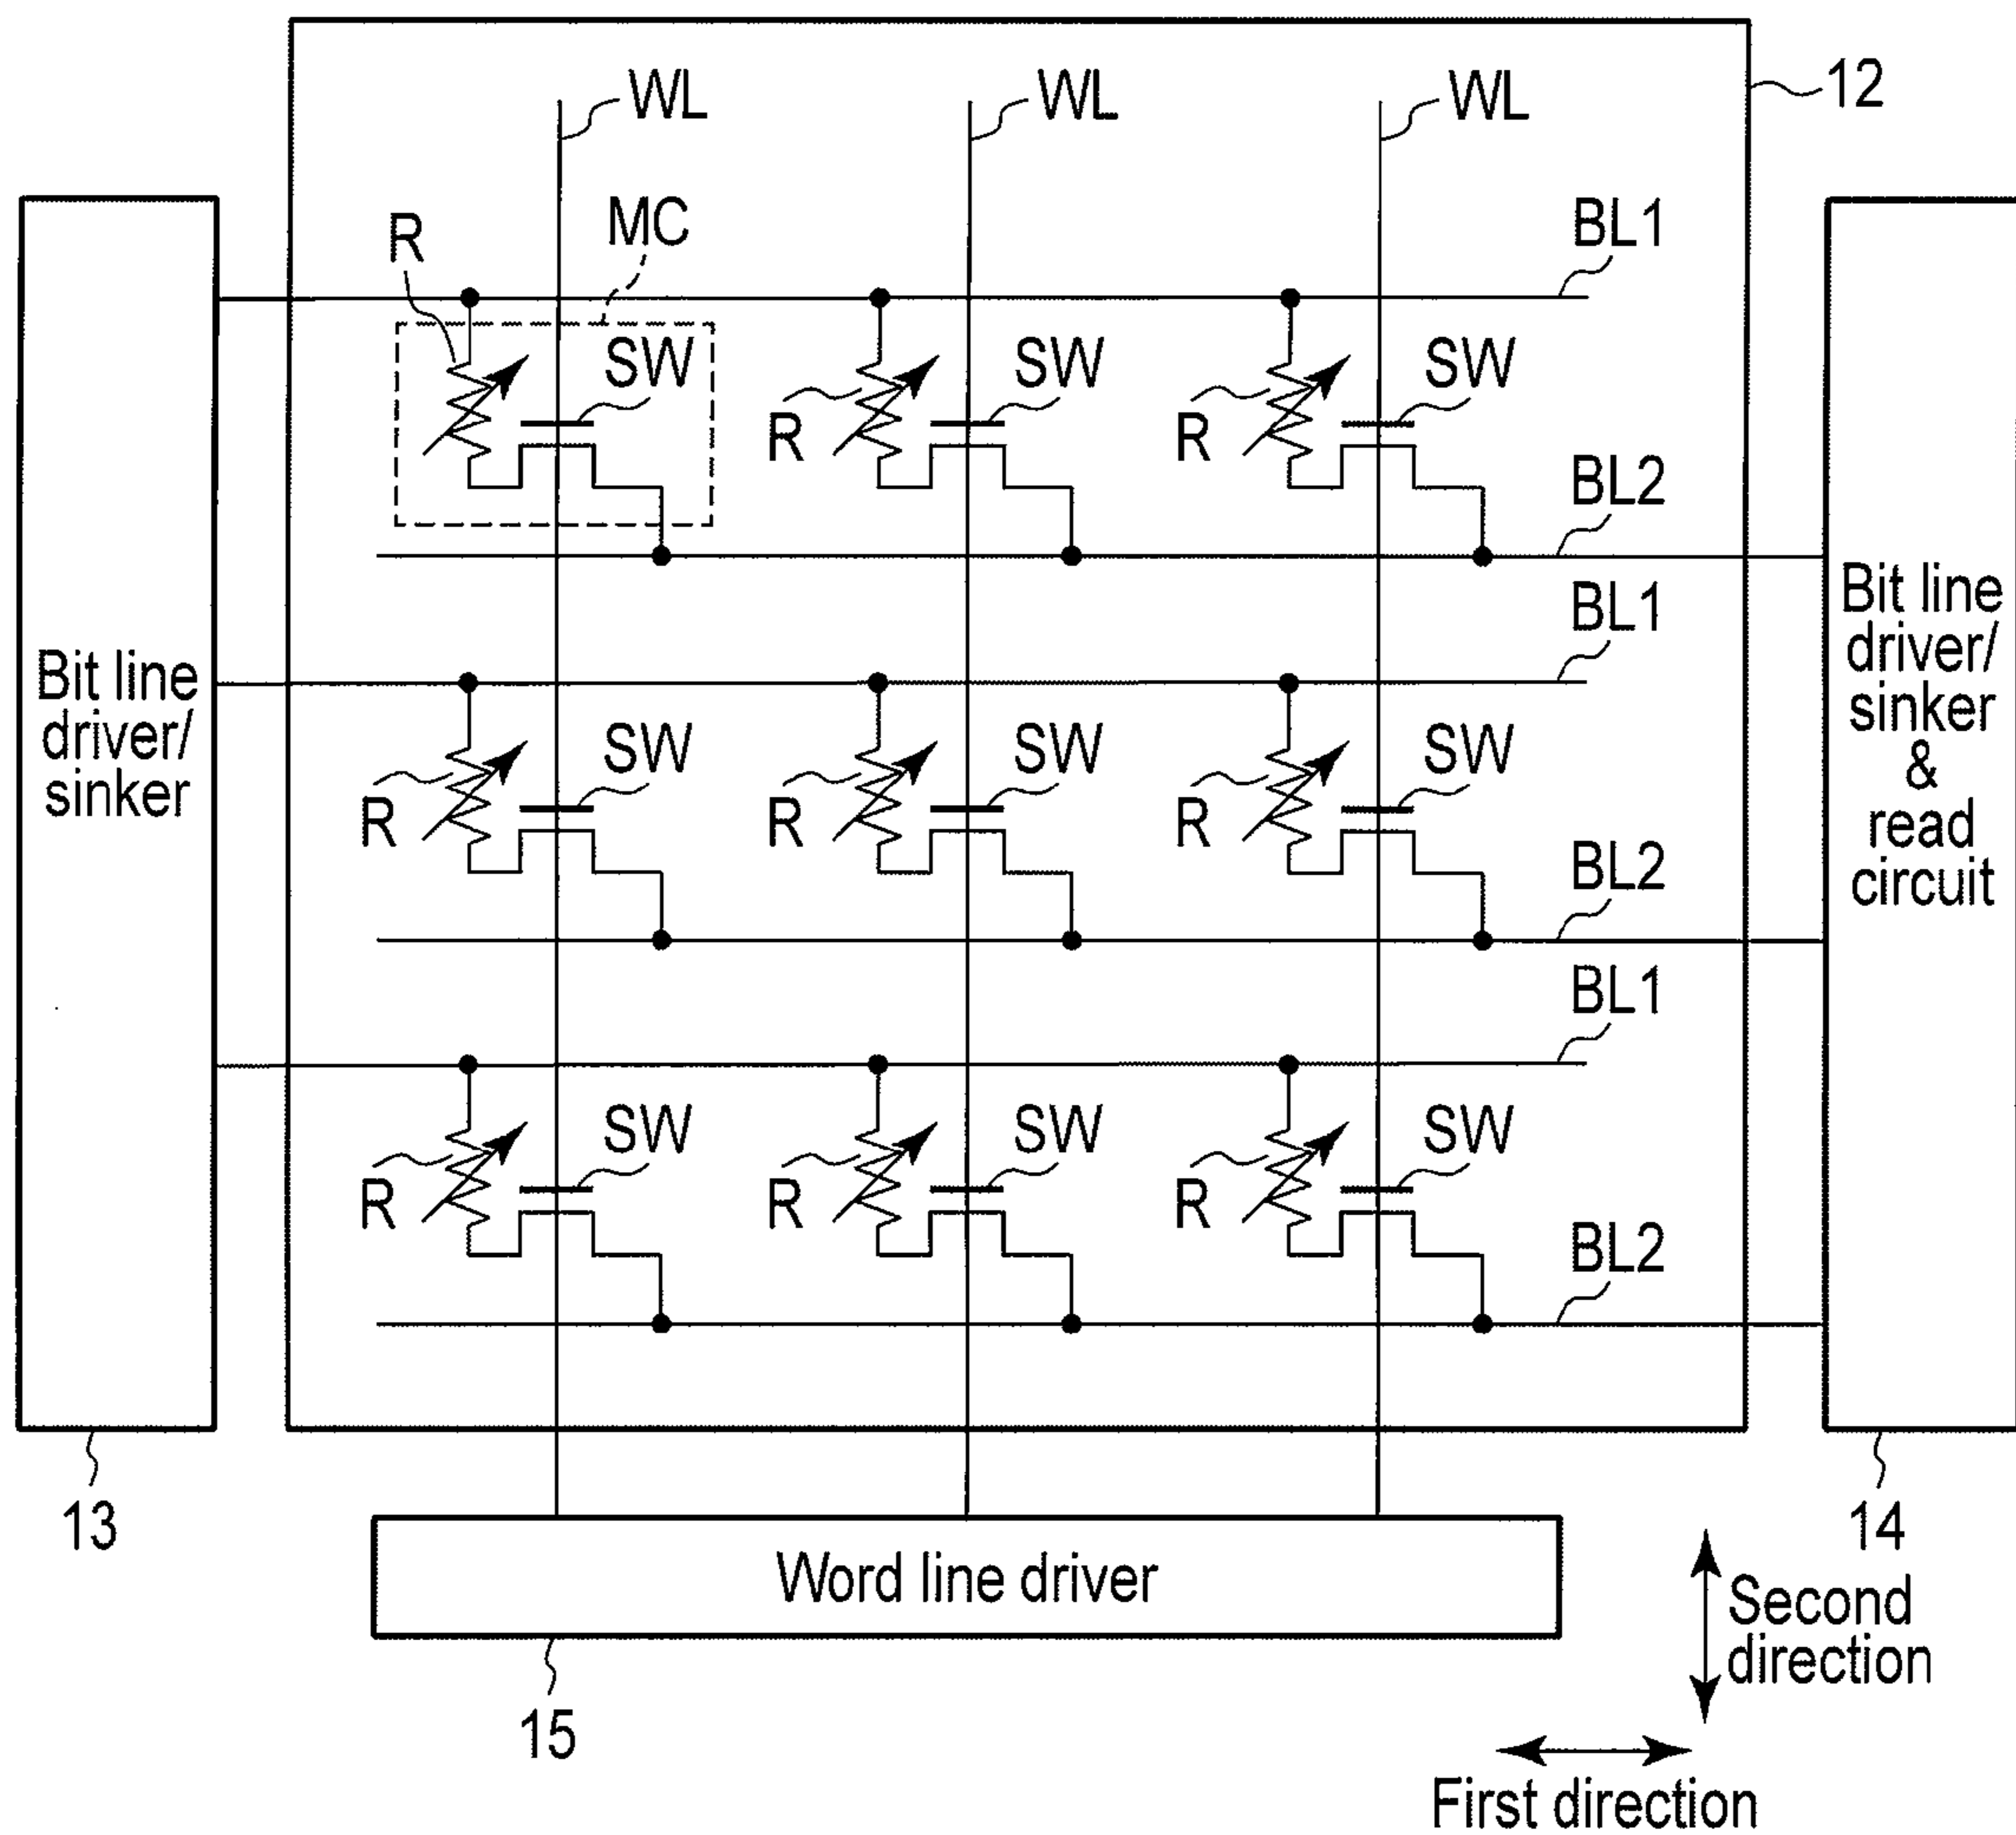 WL WL WL 12
R MC BL1
SW SW SW
R R
BL2
BL1
Bit line
driver/
sinker
Bit line
driver/
sinker
&
read
circuit
SW SW SW
R R R
BL2
BL1
SW SW SW
R R R
BL2
13
14
Word line driver
15
Second
direction
First direction